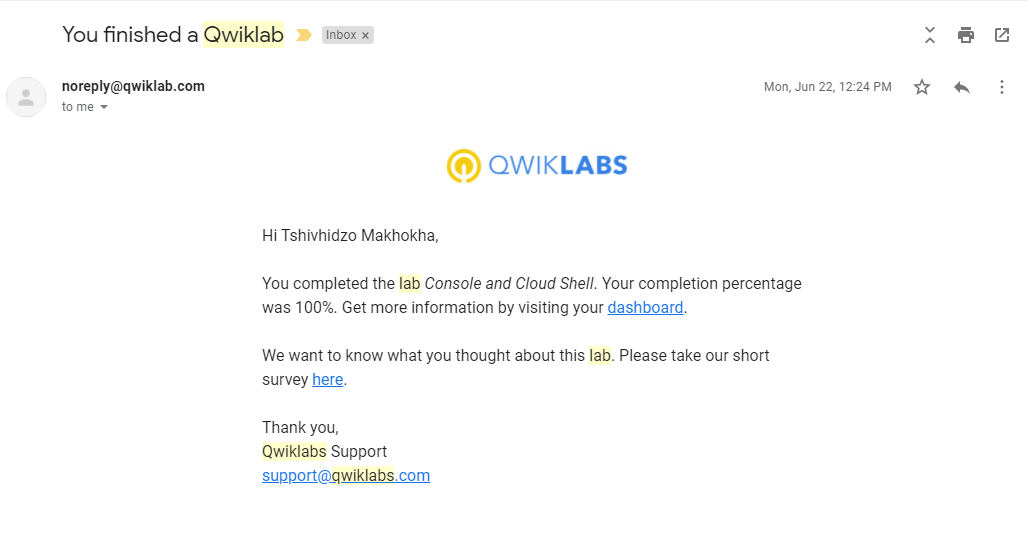 You finished a Qwiklab
Inbox x
noreply@qwiklab.com
Mon, Jun 22, 12:24 PM
to me
QWIKLABS
Hi Tshivhidzo Makhokha,
You completed the lab Console and Cloud Shell. Your completion percentage
was 100%. Get more information by visiting your dashboard.
We want to know what you thought about this lab. Please take our short
survey here.
Thank you,
Qwiklabs Support
support@qwiklabs.com